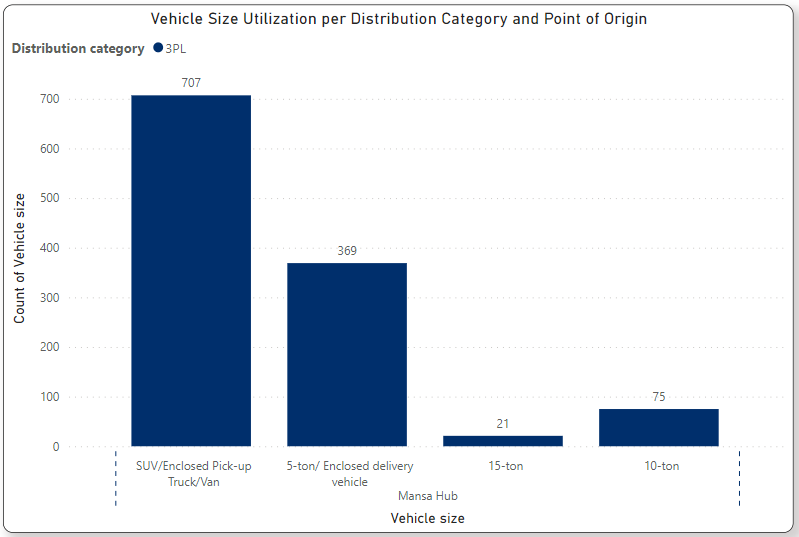 Vehicle Size Utilization per Distribution Category and Point of Origin
Distribution category 3PL
Count of Vehicle size
700
600
500
400
300
200
100
0
707
369
21
75
SUV/Enclosed Pick-up
Truck/Van
5-ton/ Enclosed delivery
vehicle
15-ton
10-ton
Mansa Hub
Vehicle size